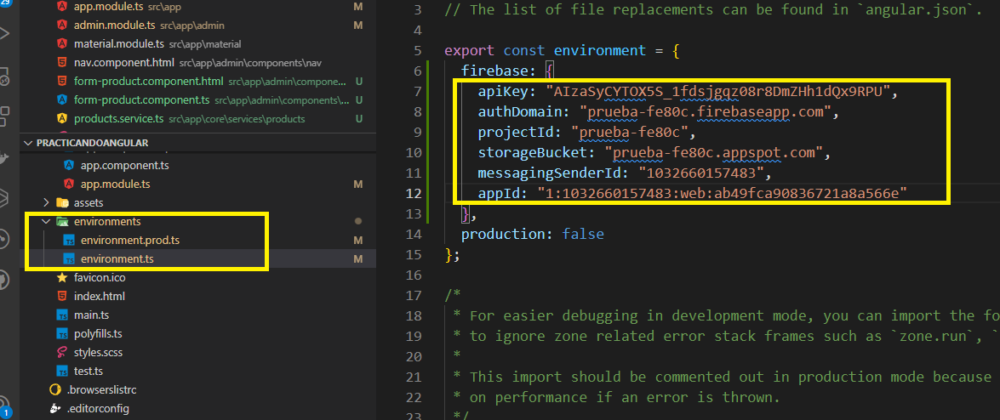 29
app.module.ts src\app M
admin.module.ts src\app\admin M
material.module.ts src\app\material
nav.component.html src\app\admin\components\nav
form-product.component.html src\app\admin\components\... U
form-product.component.ts src\app\admin\components\fo... U
products.service.ts src\app\core\services\products U
PRACTICANDOANGULAR
app.component.ts
app.module.ts M
assets
environments
environment.prod.ts M
environment.ts M
favicon.ico
index.html
main.ts
polyfills.ts
styles.scss
test.ts
.browserslistrc
.editorconfig
1
3 // The list of file replacements can be found in `angular.json`.
4
5 export const environment = {
6 firebase: {
7 apiKey: "AIzaSyCYTOX5S_1fdsjgqz08r8DmZHh1dQx9RPU",
8 authDomain: "prueba-fe80c.firebaseapp.com",
9 projectId: "prueba-fe80c",
10 storageBucket: "prueba-fe80c.appspot.com",
11 messagingSenderId: "1032660157483",
12 appId: "1:1032660157483:web:ab49fca90836721a8a566e"
13 },
14 production: false
15 };
16
17 /*
18 * For easier debugging in development mode, you can import the fo
19 * to ignore zone related error stack frames such as `zone.run`, `
20 *
21 * This import should be commented out in production mode because
22 * on performance if an error is thrown.
23 */